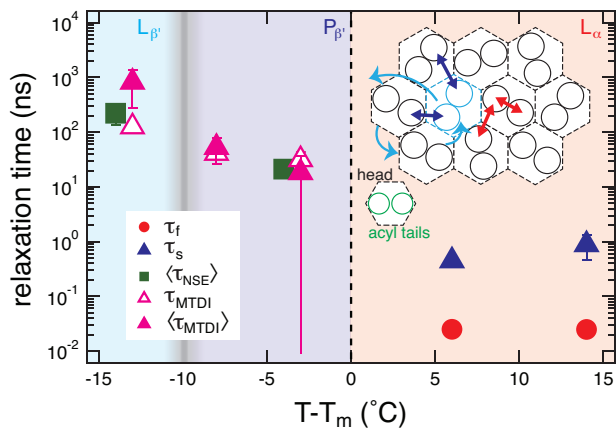 L_β' P_β' L_α
relaxation time (ns)
10^4
10^3
10^2
10^1
10^0
10^-1
10^-2
head
acyl tails
τ_f
τ_s
⟨τ_NSE⟩
τ_MTDI
⟨τ_MTDI⟩
-15 -10 -5 0 5 10 15
T-T_m (˚C)